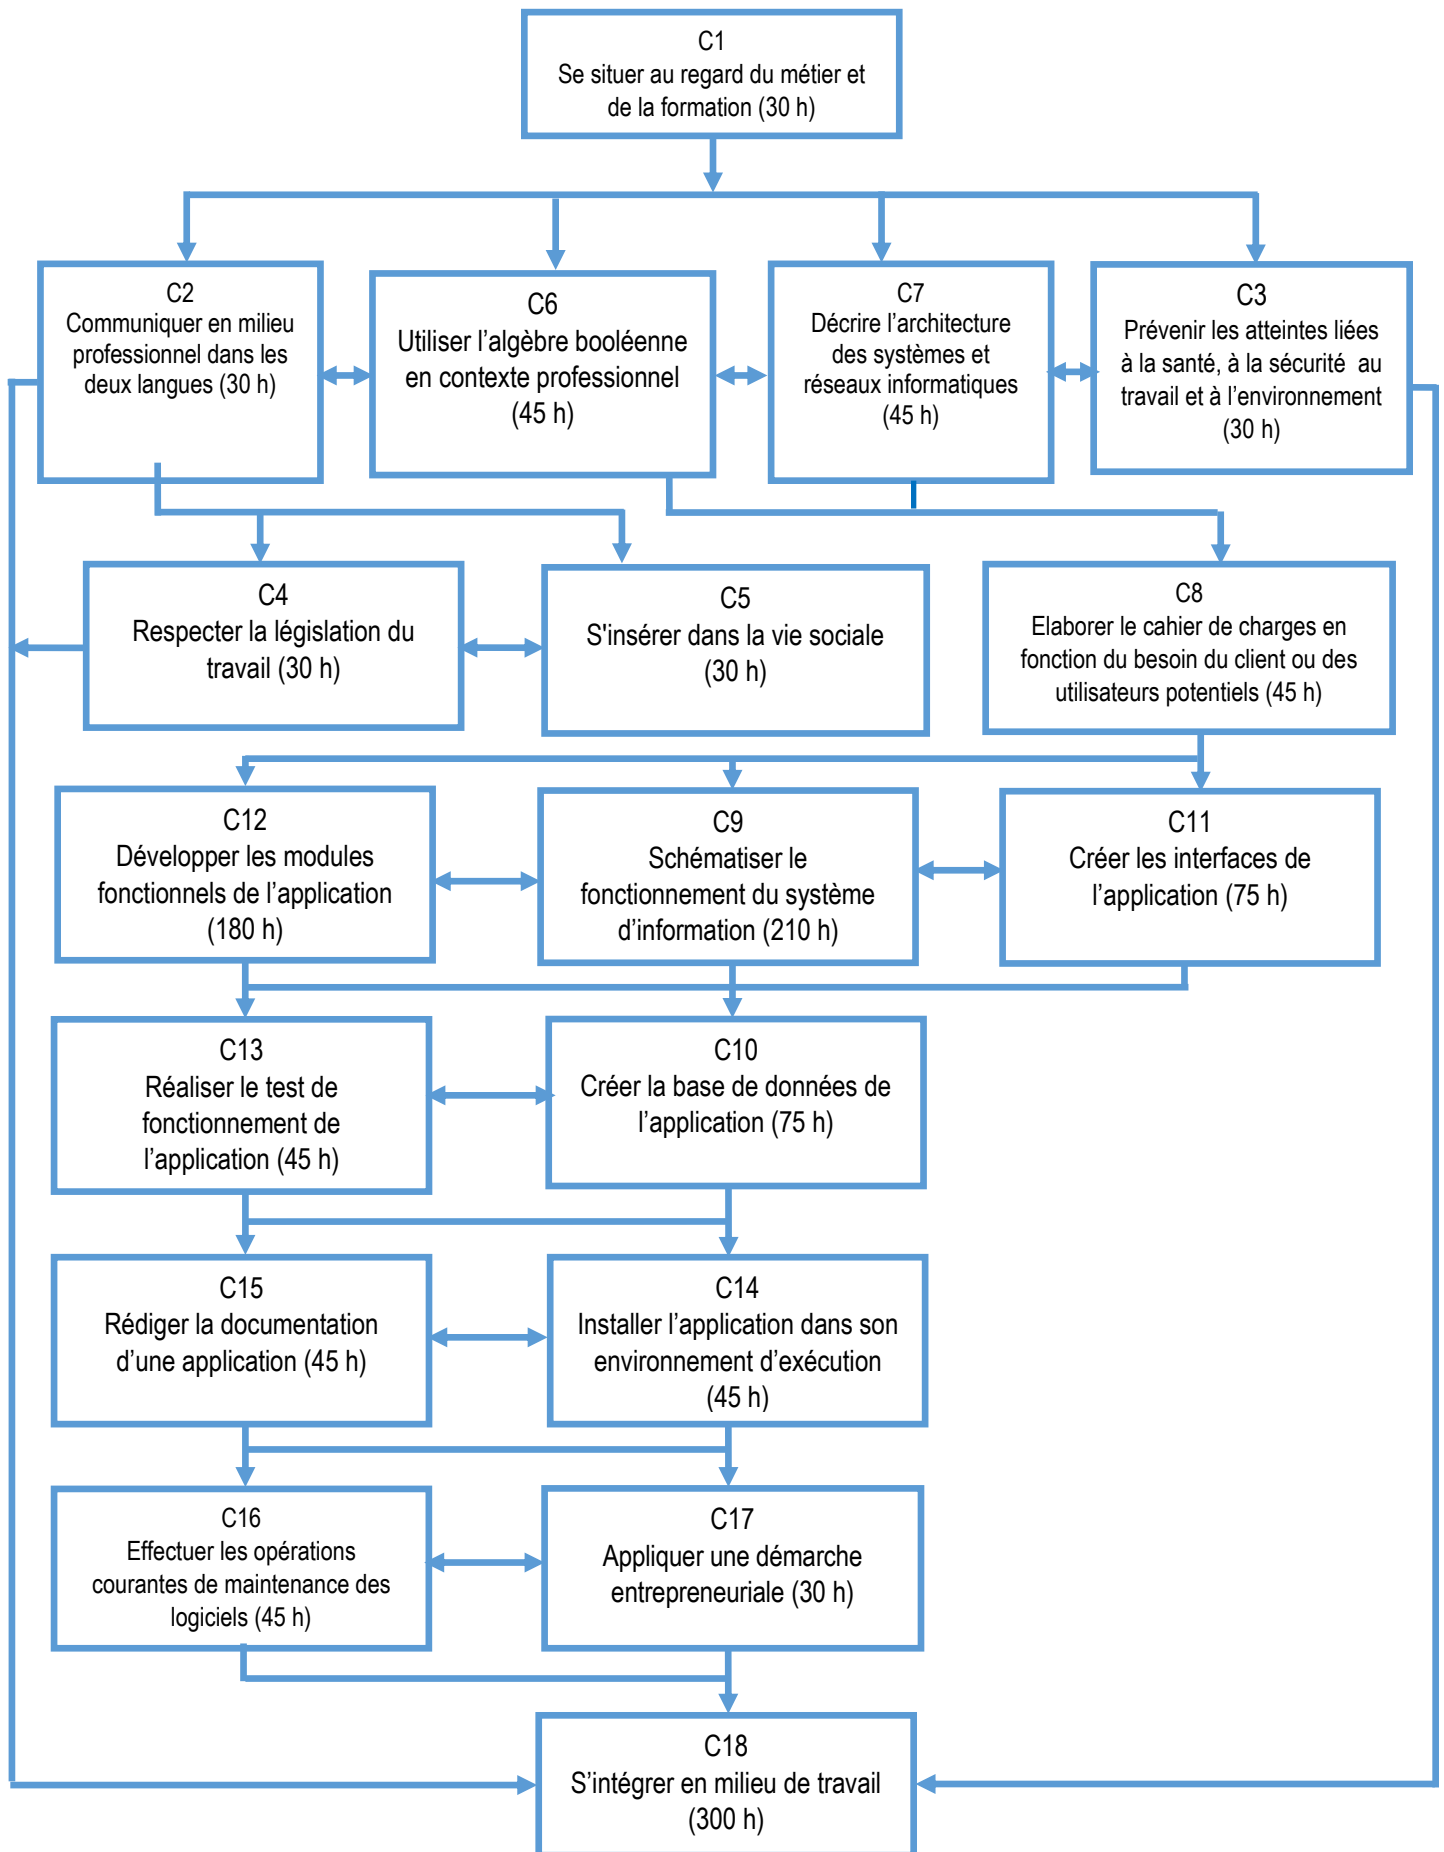 C1
Se situer au regard du métier et
de la formation (30 h)
C2
Communiquer en milieu
professionnel dans les
deux langues (30 h)
C6
Utiliser l’algèbre booléenne
en contexte professionnel
(45 h)
C7
Décrire l’architecture
des systèmes et
réseaux informatiques
(45 h)
C3
Prévenir les atteintes liées
à la santé, à la sécurité au
travail et à l’environnement
(30 h)
C4
Respecter la législation du
travail (30 h)
C5
S'insérer dans la vie sociale
(30 h)
C8
Elaborer le cahier de charges en
fonction du besoin du client ou des
utilisateurs potentiels (45 h)
C12
Développer les modules
fonctionnels de l’application
(180 h)
C9
Schématiser le
fonctionnement du système
d’information (210 h)
C11
Créer les interfaces de
l’application (75 h)
C13
Réaliser le test de
fonctionnement de
l’application (45 h)
C10
Créer la base de données de
l’application (75 h)
C15
Rédiger la documentation
d’une application (45 h)
C14
Installer l’application dans son
environnement d’exécution
(45 h)
C16
Effectuer les opérations
courantes de maintenance des
logiciels (45 h)
C17
Appliquer une démarche
entrepreneuriale (30 h)
C18
S’intégrer en milieu de travail
(300 h)